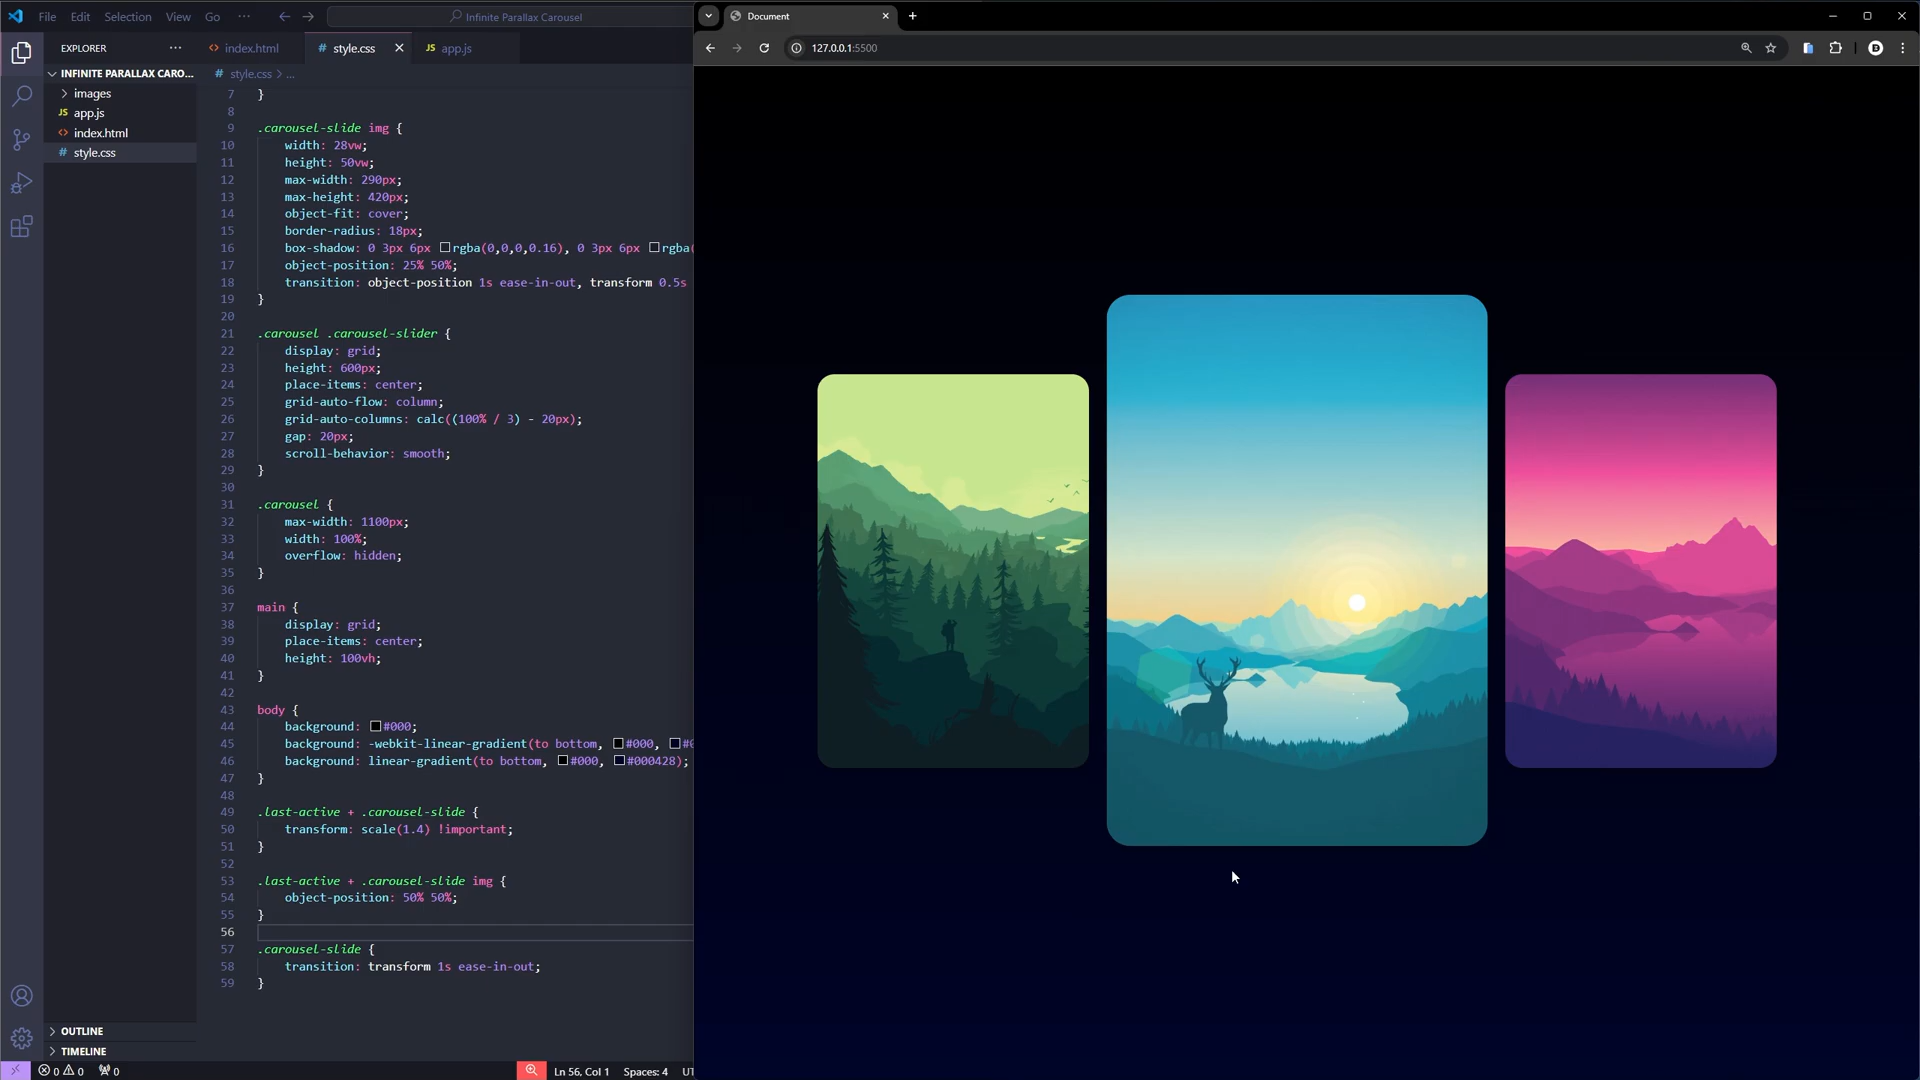 File Edit Selection View Go ···
Infinite Parallax Carousel
EXPLORER ···
INFINITE PARALLAX CARO...
images
JS app.js
<> index.html
# style.css
OUTLINE
TIMELINE
<> index.html
# style.css
JS app.js
# style.css > ...
7 }
8
9 .carousel-slide img {
10 width: 28vw;
11 height: 50vw;
12 max-width: 290px;
13 max-height: 420px;
14 object-fit: cover;
15 border-radius: 18px;
16 box-shadow: 0 3px 6px rgba(0,0,0,0.16), 0 3px 6px rgba(
17 object-position: 25% 50%;
18 transition: object-position 1s ease-in-out, transform 0.5s
19 }
20
21 .carousel .carousel-slider {
22 display: grid;
23 height: 600px;
24 place-items: center;
25 grid-auto-flow: column;
26 grid-auto-columns: calc((100% / 3) - 20px);
27 gap: 20px;
28 scroll-behavior: smooth;
29 }
30
31 .carousel {
32 max-width: 1100px;
33 width: 100%;
34 overflow: hidden;
35 }
36
37 main {
38 display: grid;
39 place-items: center;
40 height: 100vh;
41 }
42
43 body {
44 background: #000;
45 background: -webkit-linear-gradient(to bottom, #000, #0
46 background: linear-gradient(to bottom, #000, #000428);
47 }
48
49 .last-active + .carousel-slide {
50 transform: scale(1.4) !important;
51 }
52
53 .last-active + .carousel-slide img {
54 object-position: 50% 50%;
55 }
56
57 .carousel-slide {
58 transition: transform 1s ease-in-out;
59 }
0 0 0
Ln 56, Col 1 Spaces: 4 UT
Document
127.0.0.1:5500
D